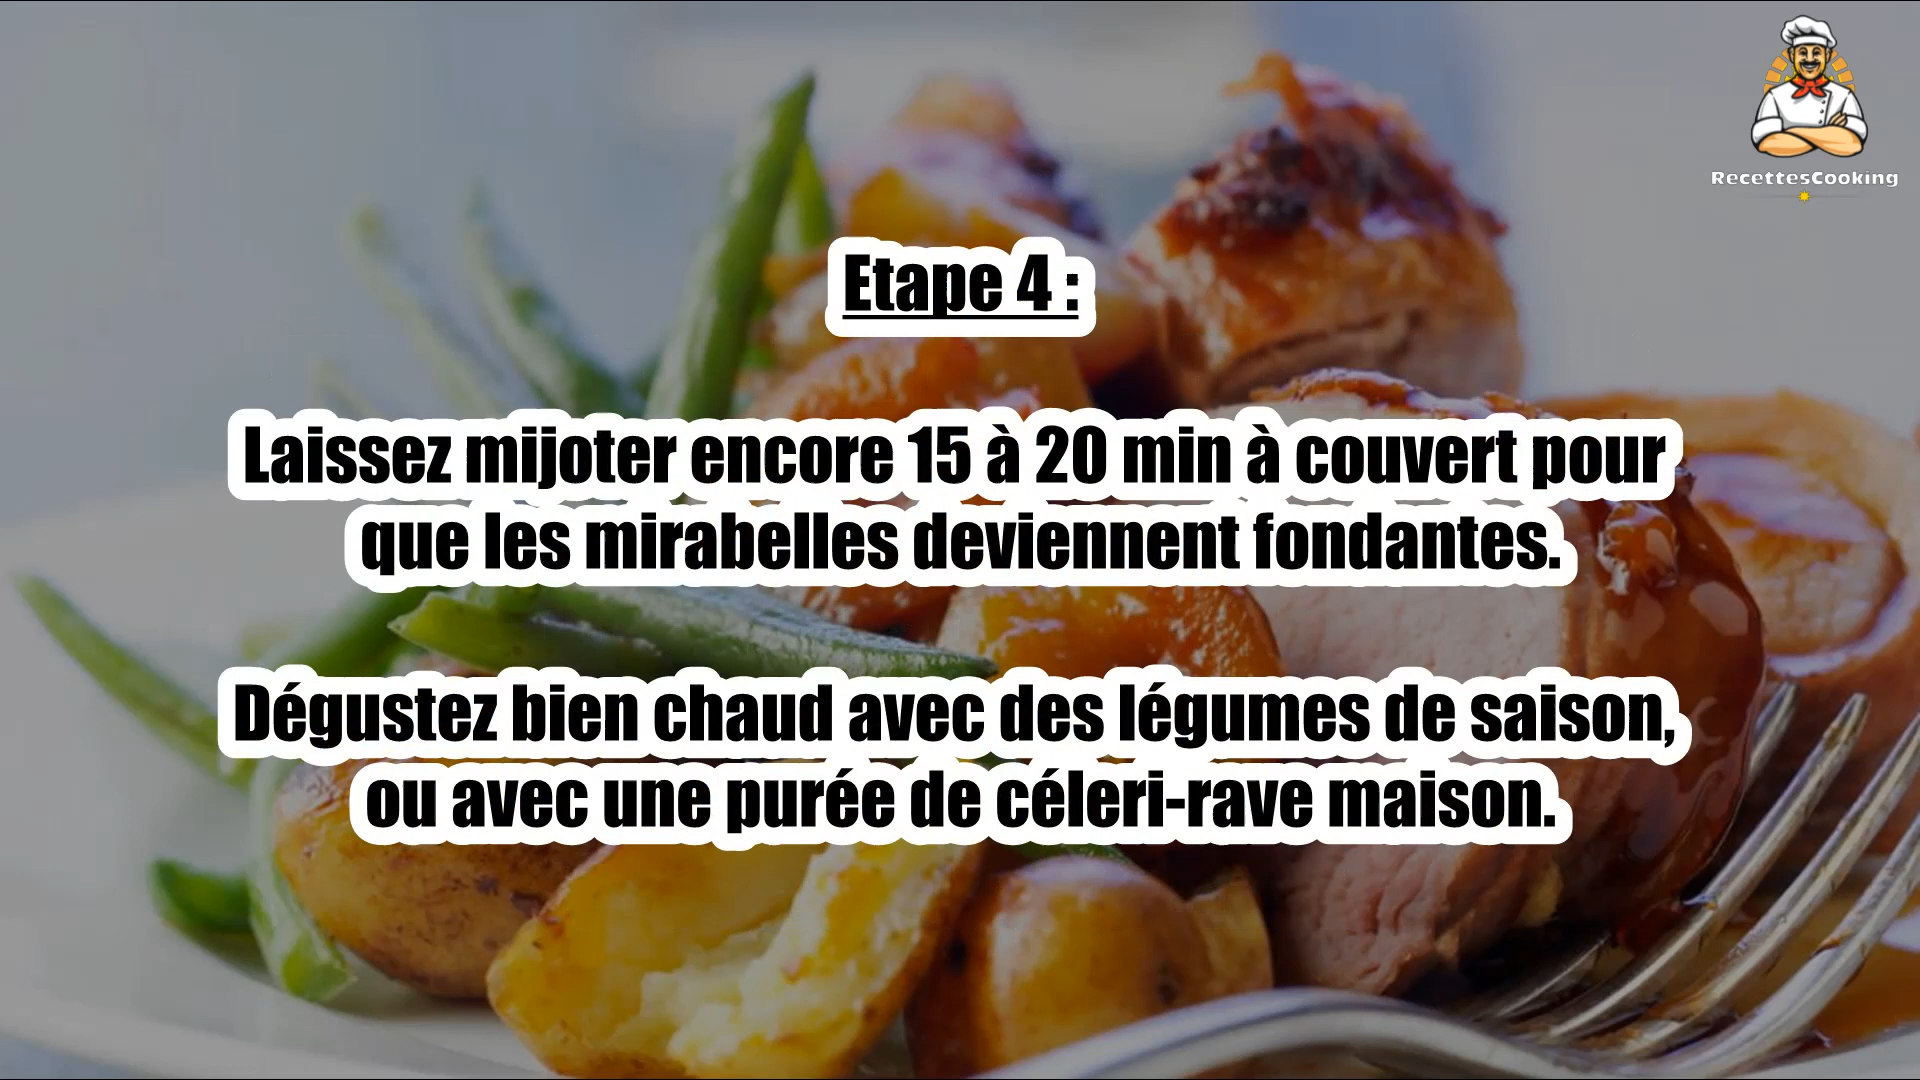 RecettesCooking
Etape 4 :
Laissez mijoter encore 15 à 20 min à couvert pour
que les mirabelles deviennent fondantes.
Dégustez bien chaud avec des légumes de saison,
ou avec une purée de céleri-rave maison.